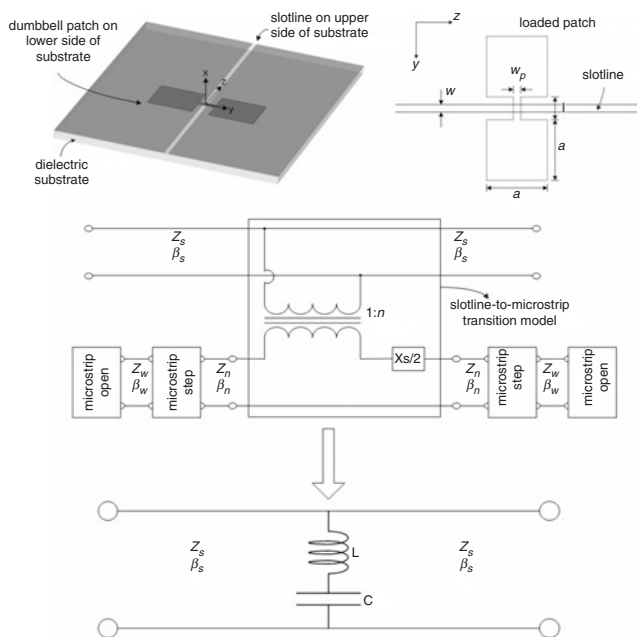 dumbbell patch on
lower side of
substrate
slotline on upper
side of substrate
x
z
y
dielectric
substrate
z
y
loaded patch
w_p
w
slotline
a
a
Z_s
β_s
Z_s
β_s
1:n
slotline-to-microstrip
transition model
Xs/2
microstrip
open
Z_w
β_w
microstrip
step
Z_n
β_n
Z_n
β_n
microstrip
step
Z_w
β_w
microstrip
open
Z_s
β_s
L
C
Z_s
β_s